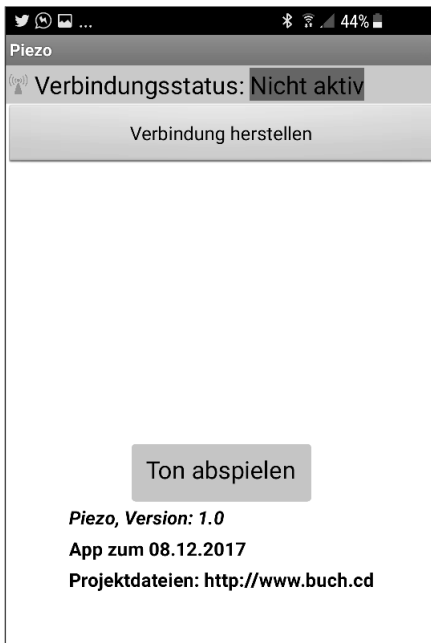 ... 44%
Piezo
Verbindungsstatus: Nicht aktiv
Verbindung herstellen
Ton abspielen
Piezo, Version: 1.0
App zum 08.12.2017
Projektdateien: http://www.buch.cd